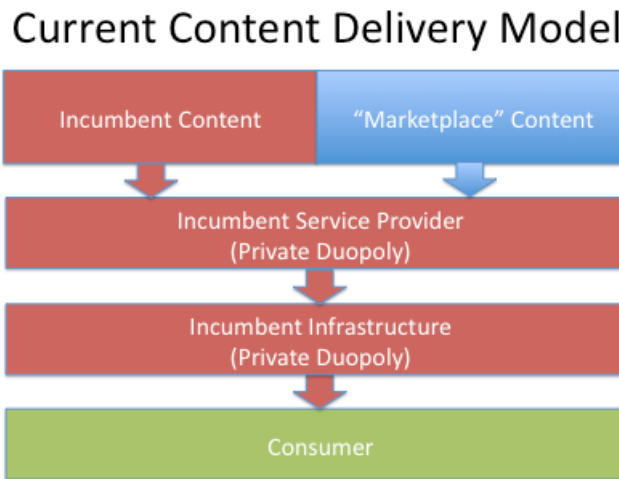 Current Content Delivery Model
Incumbent Content
“Marketplace” Content
Incumbent Service Provider
(Private Duopoly)
Incumbent Infrastructure
(Private Duopoly)
Consumer